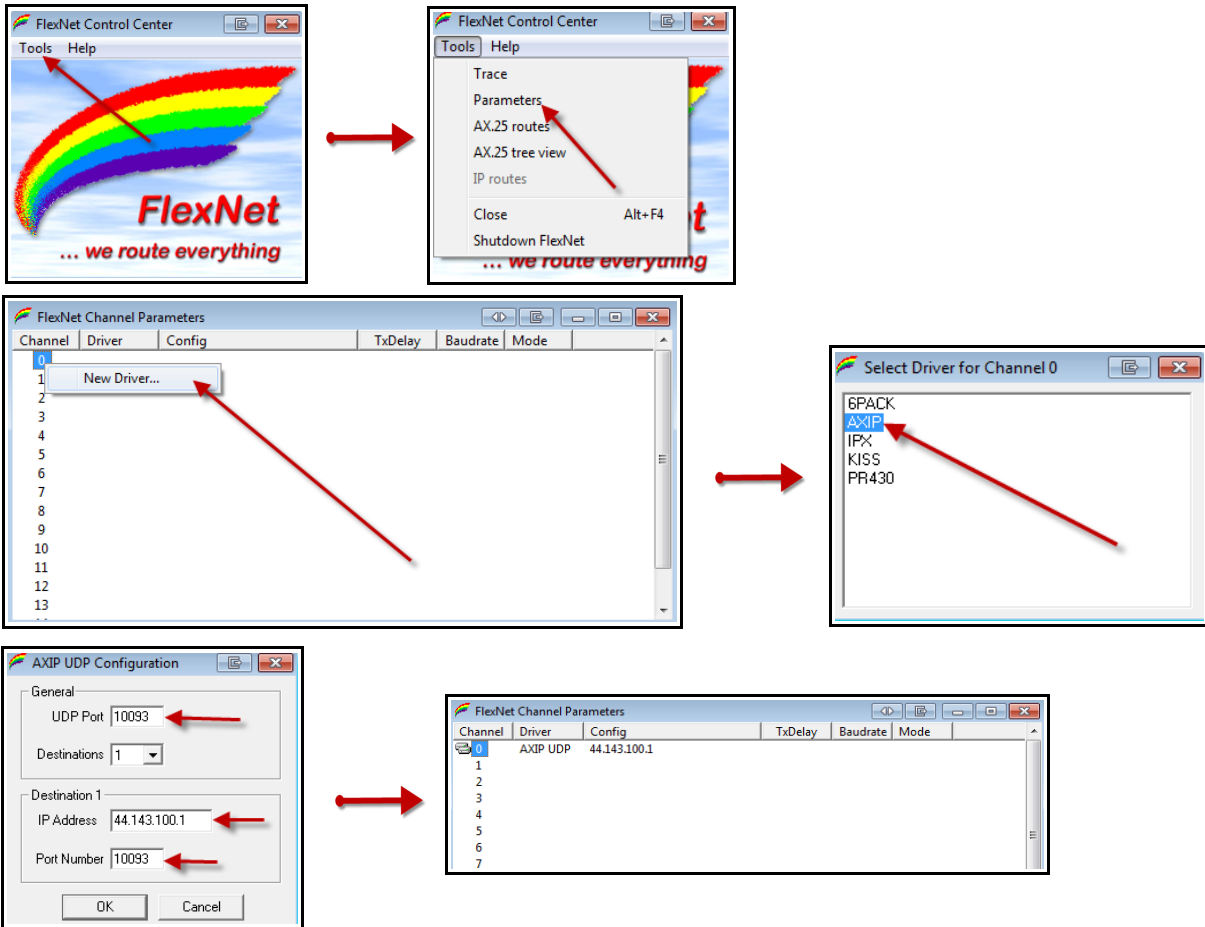 FlexNet Control Center
Tools Help
FlexNet
... we route everything
FlexNet Control Center
Tools Help
Trace
Parameters
AX.25 routes
AX.25 tree view
IP routes
Close Alt+F4
Shutdown FlexNet
t
... we route everything
FlexNet Channel Parameters
Channel Driver Config TxDelay Baudrate Mode
0
1 New Driver...
2
3
4
5
6
7
8
9
10
11
12
13
Select Driver for Channel 0
6PACK
AXIP
IPX
KISS
PR430
AXIP UDP Configuration
General
UDP Port 10093
Destinations 1
Destination 1
IP Address 44.143.100.1
Port Number 10093
OK Cancel
FlexNet Channel Parameters
Channel Driver Config TxDelay Baudrate Mode
0 AXIP UDP 44.143.100.1
1
2
3
4
5
6
7